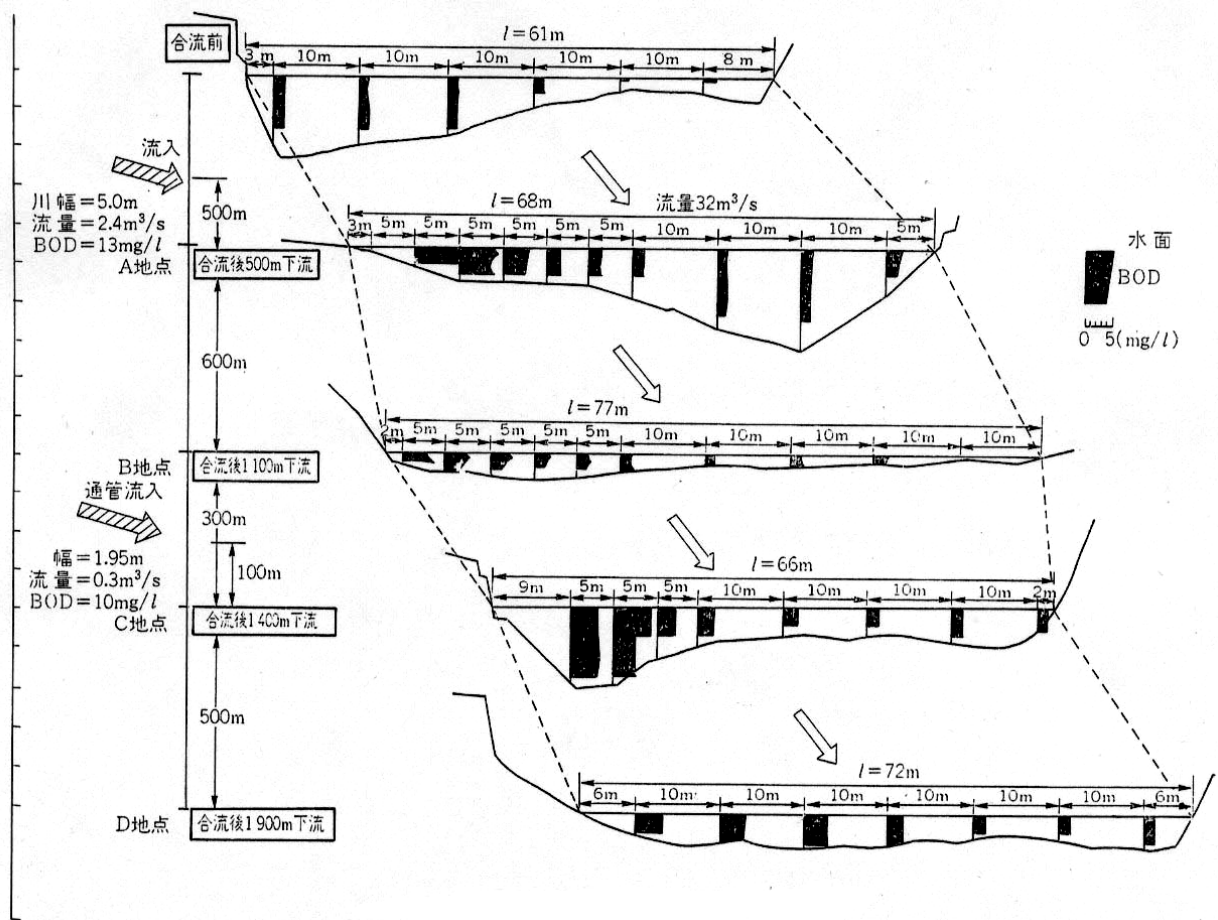 合流前
l=61m
3m 10m 10m 10m 10m 10m 8m
流入
川幅=5.0m
流量=2.4m³/s
BOD=13mg/l
500m
A地点
合流後500m下流
l=68m 流量32m³/s
3m 5m 5m 5m 5m 5m 5m 10m 10m 10m 5m
水面
BOD
0 5(mg/l)
600m
l=77m
2m 5m 5m 5m 5m 5m 10m 10m 10m 10m 10m
B地点
合流後1100m下流
通管流入
300m
幅=1.95m
流量=0.3m³/s
BOD=10mg/l
100m
C地点
合流後1400m下流
l=66m
9m 5m 5m 5m 10m 10m 10m 10m 2m
500m
l=72m
6m 10m 10m 10m 10m 10m 10m 6m
D地点
合流後1900m下流